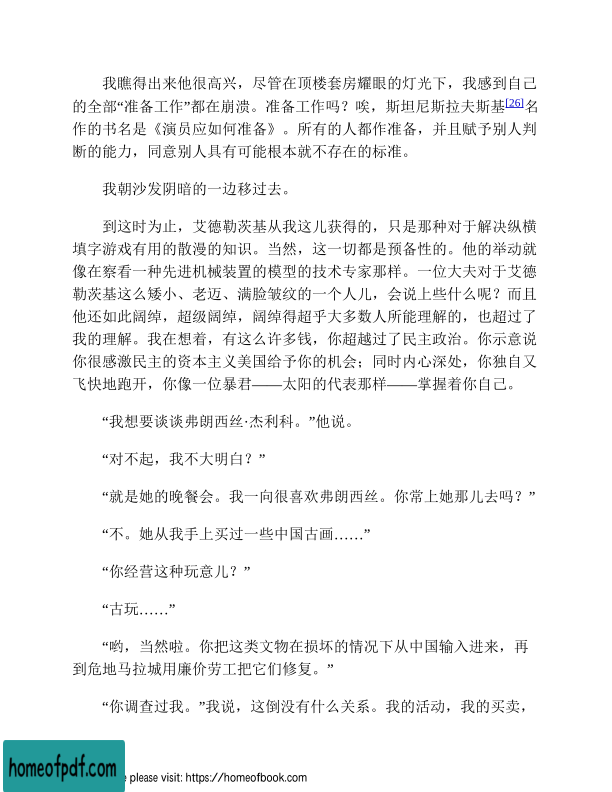 我瞧得出来他很高兴，尽管在顶楼套房耀眼的灯光下，我感到自己
的全部“准备工作”都在崩溃。准备工作吗？唉，斯坦尼斯拉夫斯基[26]名
作的书名是《演员应如何准备》。所有的人都作准备，并且赋予别人判
断的能力，同意别人具有可能根本就不存在的标准。
我朝沙发阴暗的一边移过去。
到这时为止，艾德勒茨基从我这儿获得的，只是那种对于解决纵横
填字游戏有用的散漫的知识。当然，这一切都是预备性的。他的举动就
像在察看一种先进机械装置的模型的技术专家那样。一位大夫对于艾德
勒茨基这么矮小、老迈、满脸皱纹的一个人儿，会说上些什么呢？而且
他还如此阔绰，超级阔绰，阔绰得超乎大多数人所能理解的，也超过了
我的理解。我在想着，有这么许多钱，你超越过了民主政治。你示意说
你很感激民主的资本主义美国给予你的机会；同时内心深处，你独自又
飞快地跑开，你像一位暴君——太阳的代表那样——掌握着你自己。
“我想要谈谈弗朗西丝·杰利科。”他说。
“对不起，我不大明白？”
“就是她的晚餐会。我一向很喜欢弗朗西丝。你常上她那儿去吗？”
“不。她从我手上买过一些中国古画……”
“你经营这种玩意儿？”
“古玩……”
“哟，当然啦。你把这类文物在损坏的情况下从中国输入进来，再
到危地马拉城用廉价劳工把它们修复。”
“你调查过我。”我说，这倒没有什么关系。我的活动，我的买卖，
homeofpdf.com
e please visit: https://homeofbook.com